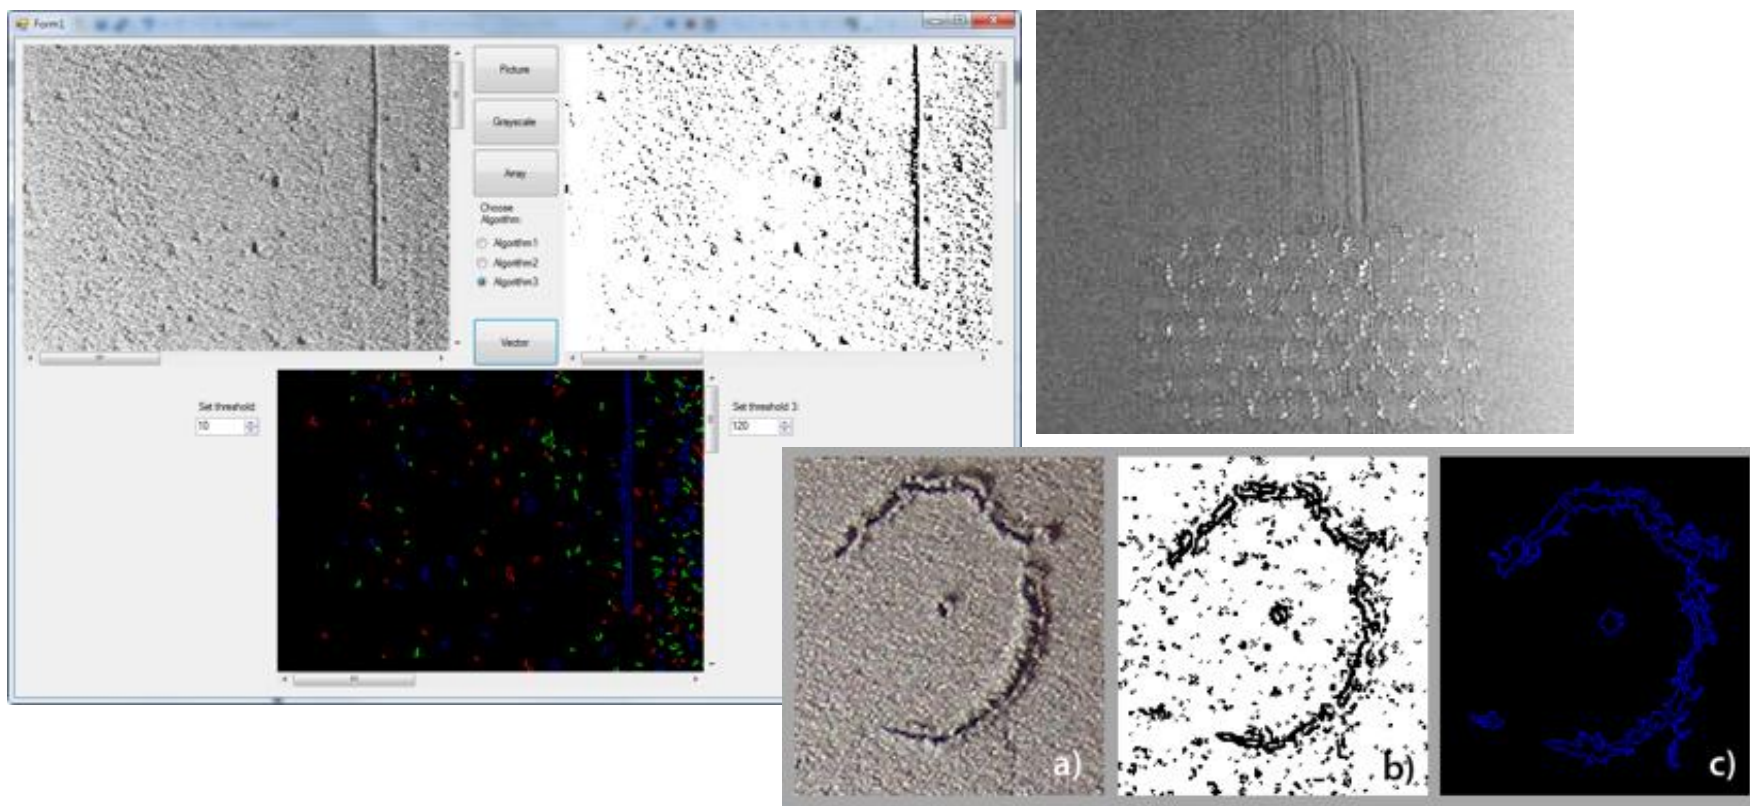 Form1
Picture
Grayscale
Array
Choose
Algorithm:
Algorithm1
Algorithm2
Algorithm3
Vector
Set threshold:
10
Set threshold 3:
120
a)
b)
c)